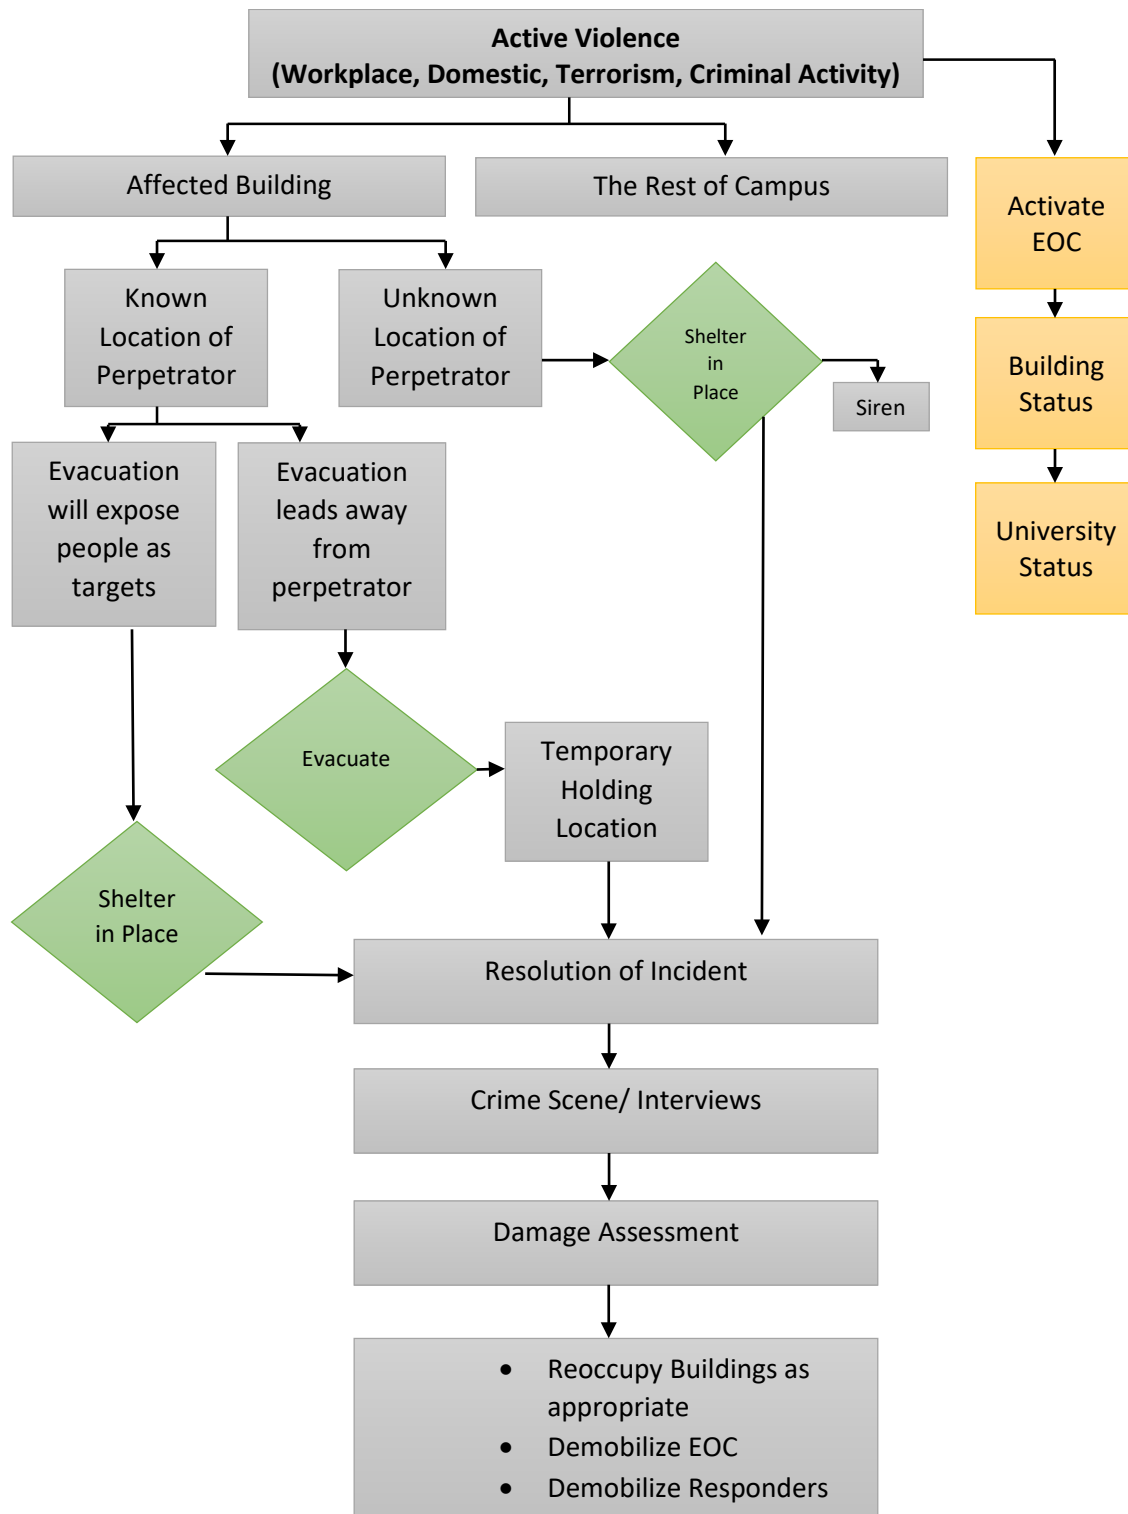 Active Violence
(Workplace, Domestic, Terrorism, Criminal Activity)
Affected Building
The Rest of Campus
Activate
EOC
Known
Location of
Perpetrator
Unknown
Location of
Perpetrator
Shelter
in
Place
Siren
Building
Status
Evacuation
will expose
people as
targets
Evacuation
leads away
from
perpetrator
University
Status
Evacuate
Temporary
Holding
Location
Shelter
in Place
Resolution of Incident
Crime Scene/ Interviews
Damage Assessment
• Reoccupy Buildings as
appropriate
• Demobilize EOC
• Demobilize Responders